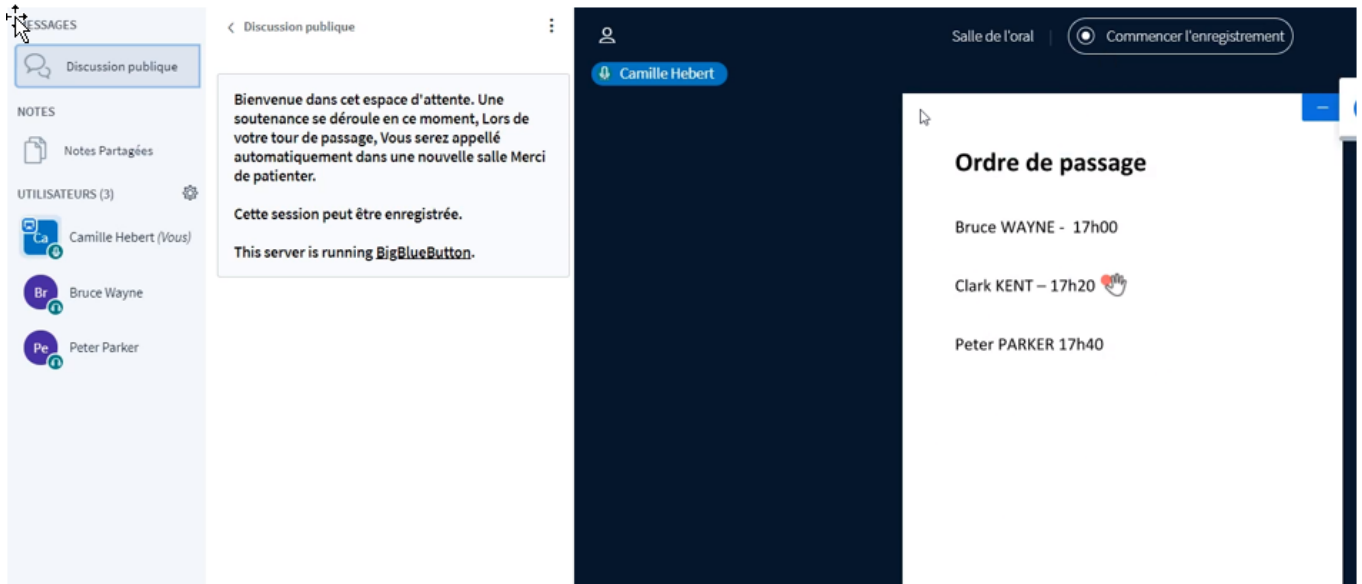 MESSAGES
Discussion publique
NOTES
Notes Partagées
UTILISATEURS (3)
Ca
Camille Hebert (Vous)
Br
Bruce Wayne
Pe
Peter Parker
Discussion publique
Bienvenue dans cet espace d'attente. Une
soutenance se déroule en ce moment, Lors de
votre tour de passage, Vous serez appellé
automatiquement dans une nouvelle salle Merci
de patienter.
Cette session peut être enregistrée.
This server is running BigBlueButton.
Salle de l'oral | Commencer l'enregistrement
Camille Hebert
Ordre de passage
Bruce WAYNE - 17h00
Clark KENT – 17h20
Peter PARKER 17h40